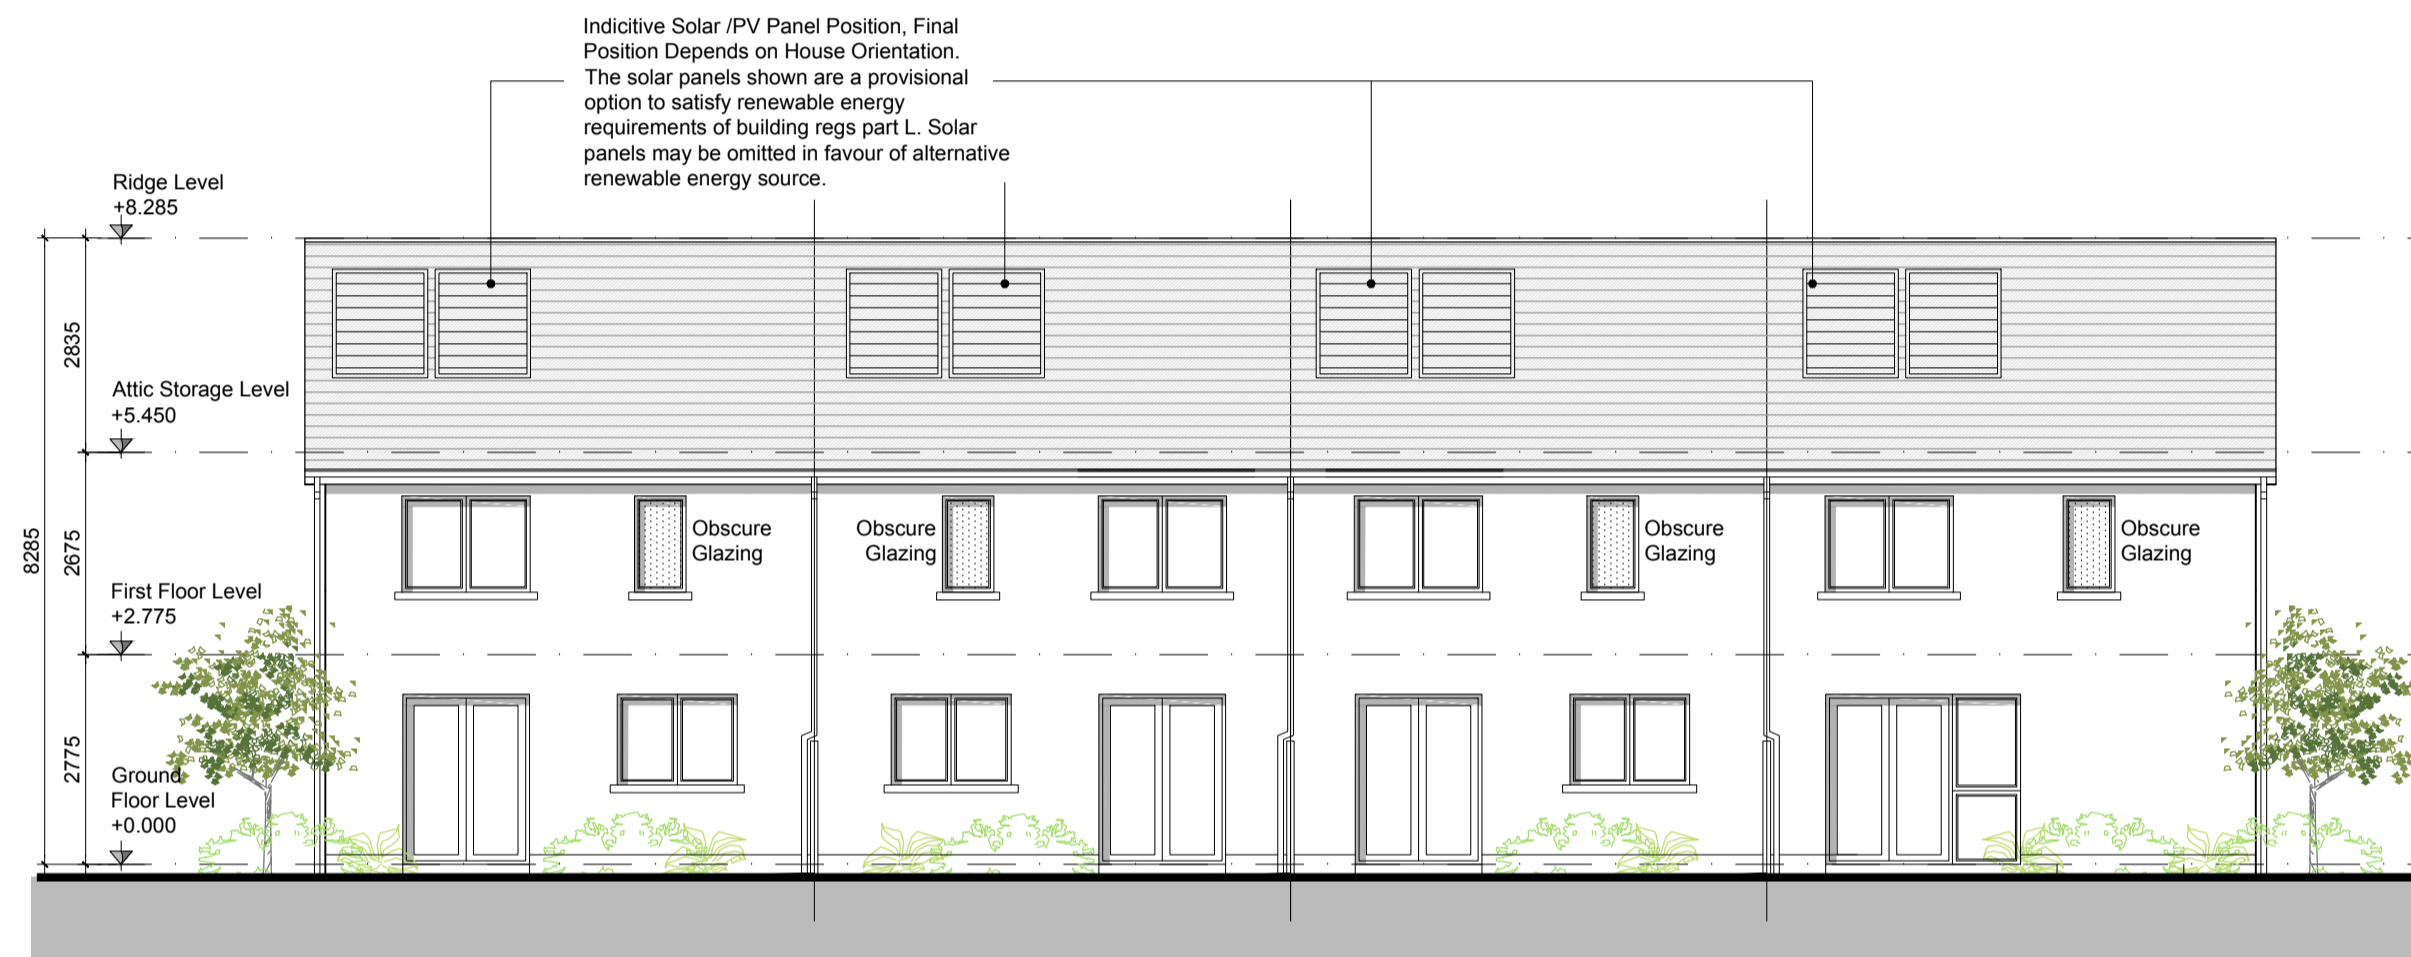 Indicitive Solar /PV Panel Position, Final
Position Depends on House Orientation.
The solar panels shown are a provisional
option to satisfy renewable energy
requirements of building regs part L. Solar
panels may be omitted in favour of alternative
renewable energy source.
Ridge Level
+8.285
2835
Attic Storage Level
+5.450
8285
2675
Obscure
Glazing
Obscure
Glazing
Obscure
Glazing
Obscure
Glazing
First Floor Level
+2.775
2775
Ground
Floor Level
+0.000